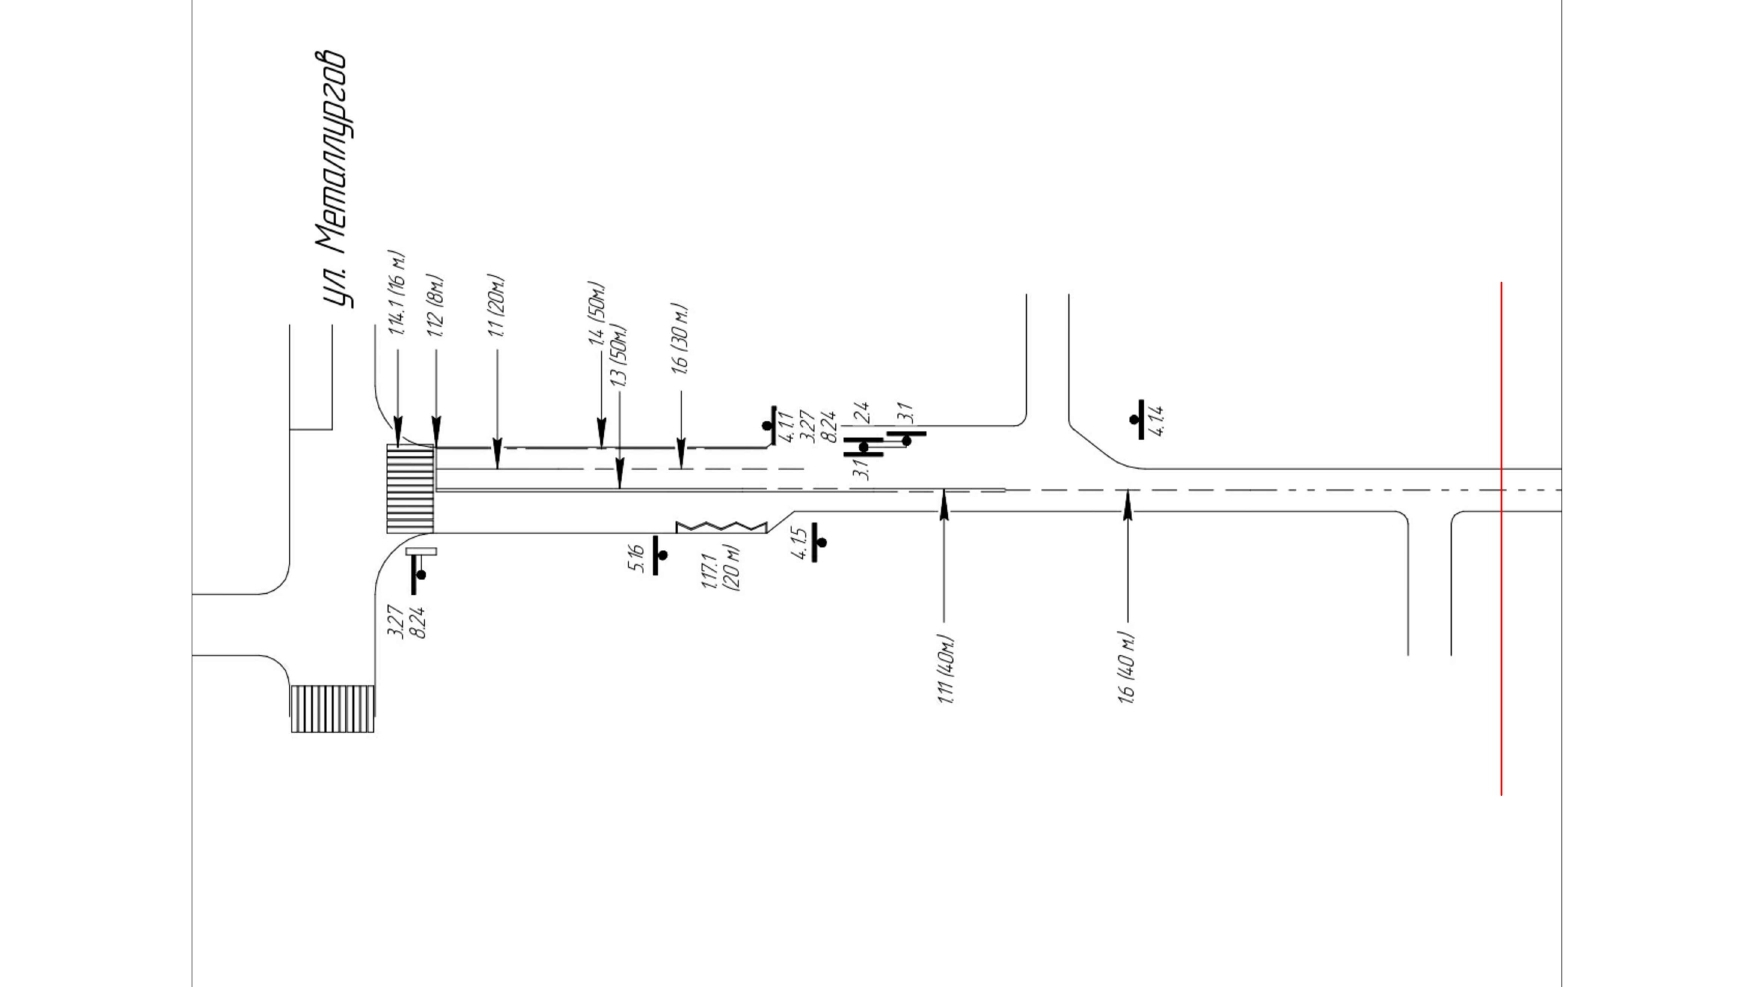 ул. Металлургов
1.14.1 (16 м.)
1.12 (8м.)
1.1 (20м.)
1.4 (50м.)
1.3 (50м.)
1.6 (30 м.)
4.1.1
3.27
8.24
2.4
3.1
3.1
4.1.4
5.16
1.17.1
(20 м)
4.1.5
3.27
8.24
1.11 (40м.)
1.6 (40 м.)